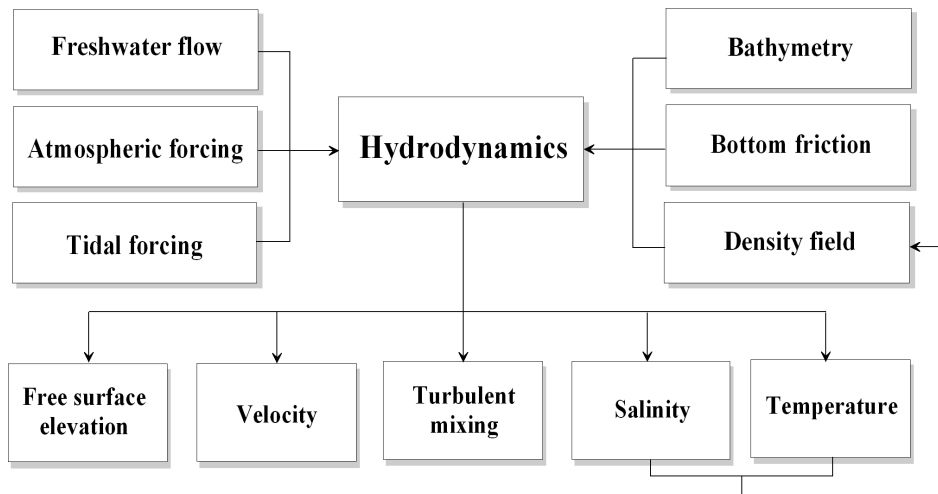 Freshwater flow
Atmospheric forcing
Tidal forcing
Hydrodynamics
Bathymetry
Bottom friction
Density field
Free surface
elevation
Velocity
Turbulent
mixing
Salinity
Temperature